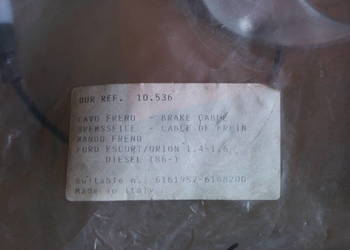 OUR REF. 10.536
CAVO FRENO - BRAKE CABLE
BREMSSEILE - CABLE DE FREIN
MANDO FRENO
FORD ESCORT/ORION 1.4-1.6
DIESEL (86-)
suitable n. 6161952-6168200
Made in Italy